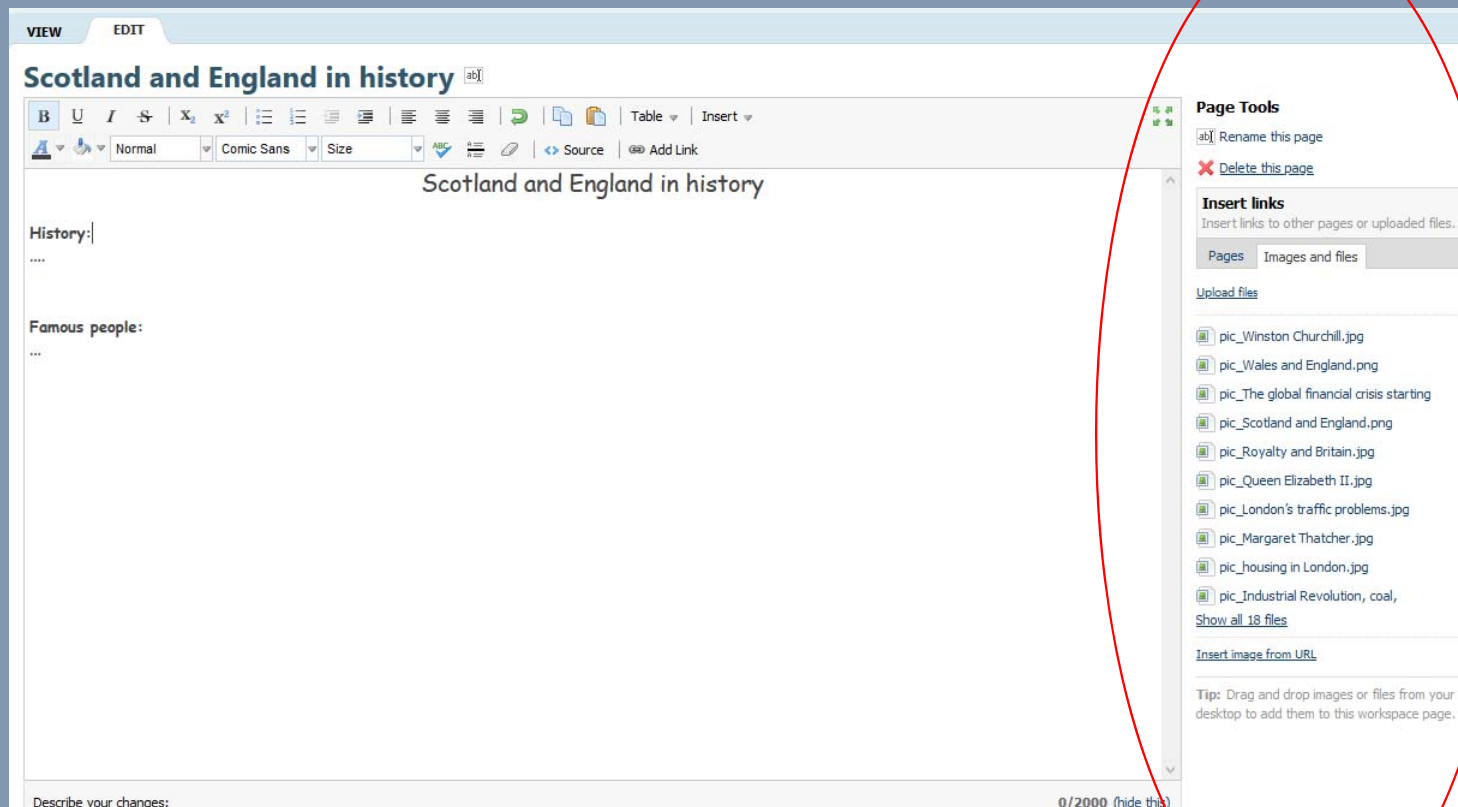 VIEW EDIT
Scotland and England in history ab
B U I S X₂ X² Table Insert
A Normal Comic Sans Size ABC Source Add Link
Scotland and England in history
History:
....
Famous people:
...
Describe your changes: 0/2000 (hide this)
Page Tools
ab Rename this page
Delete this page
Insert links
Insert links to other pages or uploaded files.
Pages Images and files
Upload files
pic_Winston Churchill.jpg
pic_Wales and England.png
pic_The global financial crisis starting
pic_Scotland and England.png
pic_Royalty and Britain.jpg
pic_Queen Elizabeth II.jpg
pic_London's traffic problems.jpg
pic_Margaret Thatcher.jpg
pic_housing in London.jpg
pic_Industrial Revolution, coal,
Show all 18 files
Insert image from URL
Tip: Drag and drop images or files from your
desktop to add them to this workspace page.